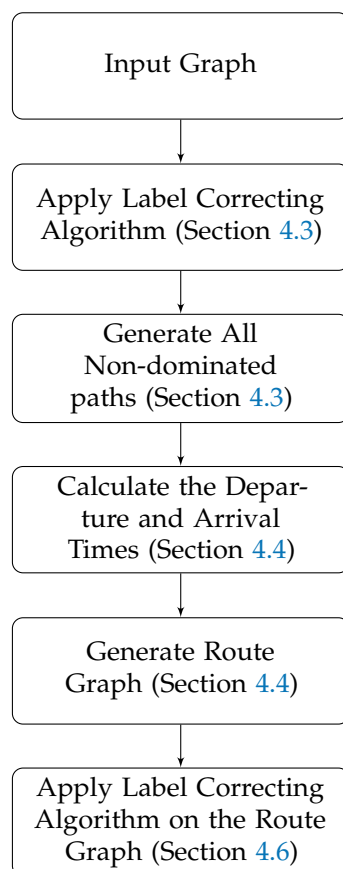 Input Graph
Apply Label Correcting
Algorithm (Section 4.3)
Generate All
Non-dominated
paths (Section 4.3)
Calculate the Depar-
ture and Arrival
Times (Section 4.4)
Generate Route
Graph (Section 4.4)
Apply Label Correcting
Algorithm on the Route
Graph (Section 4.6)